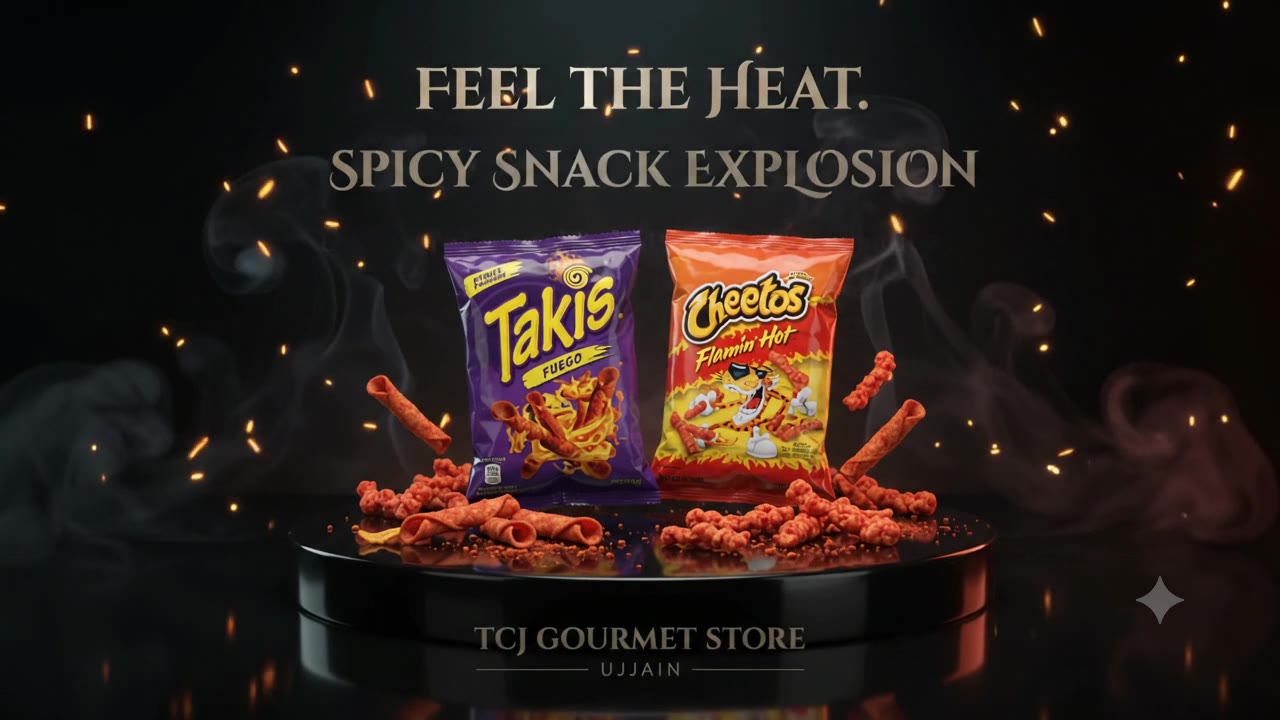 FEEL THE HEAT.
SPICY SNACK EXPLOSION
Takis
FUEGO
Cheetos
Flamin' Hot
TCJ GOURMET STORE
UJJAIN